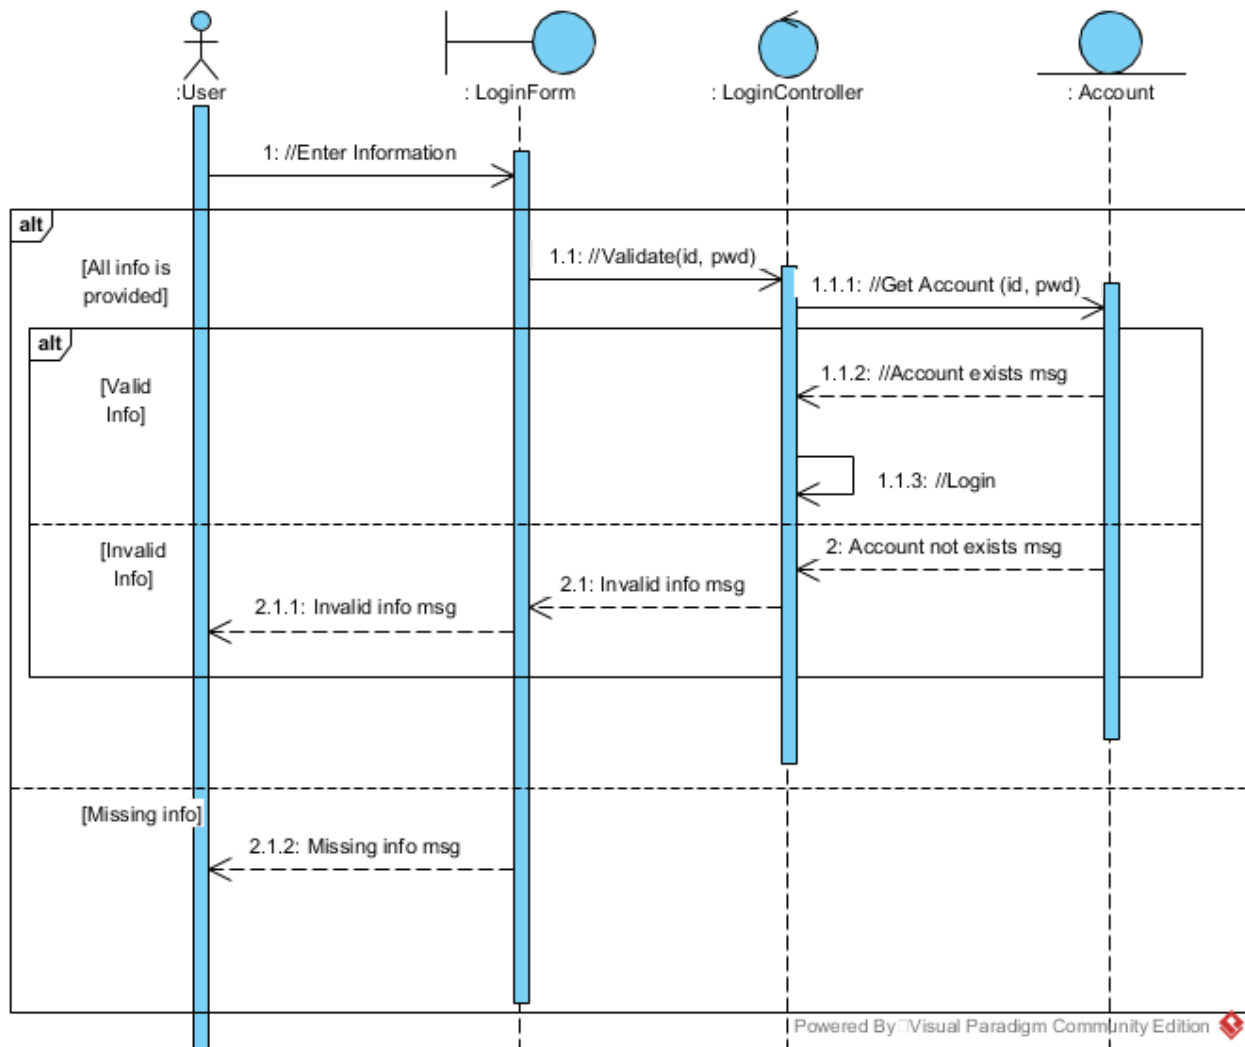 :User
: LoginForm
: LoginController
: Account
1: //Enter Information
alt
[All info is
provided]
1.1: //Validate(id, pwd)
1.1.1: //Get Account (id, pwd)
alt
[Valid
Info]
1.1.2: //Account exists msg
1.1.3: //Login
[Invalid
Info]
2: Account not exists msg
2.1: Invalid info msg
2.1.1: Invalid info msg
[Missing info]
2.1.2: Missing info msg
Powered By Visual Paradigm Community Edition